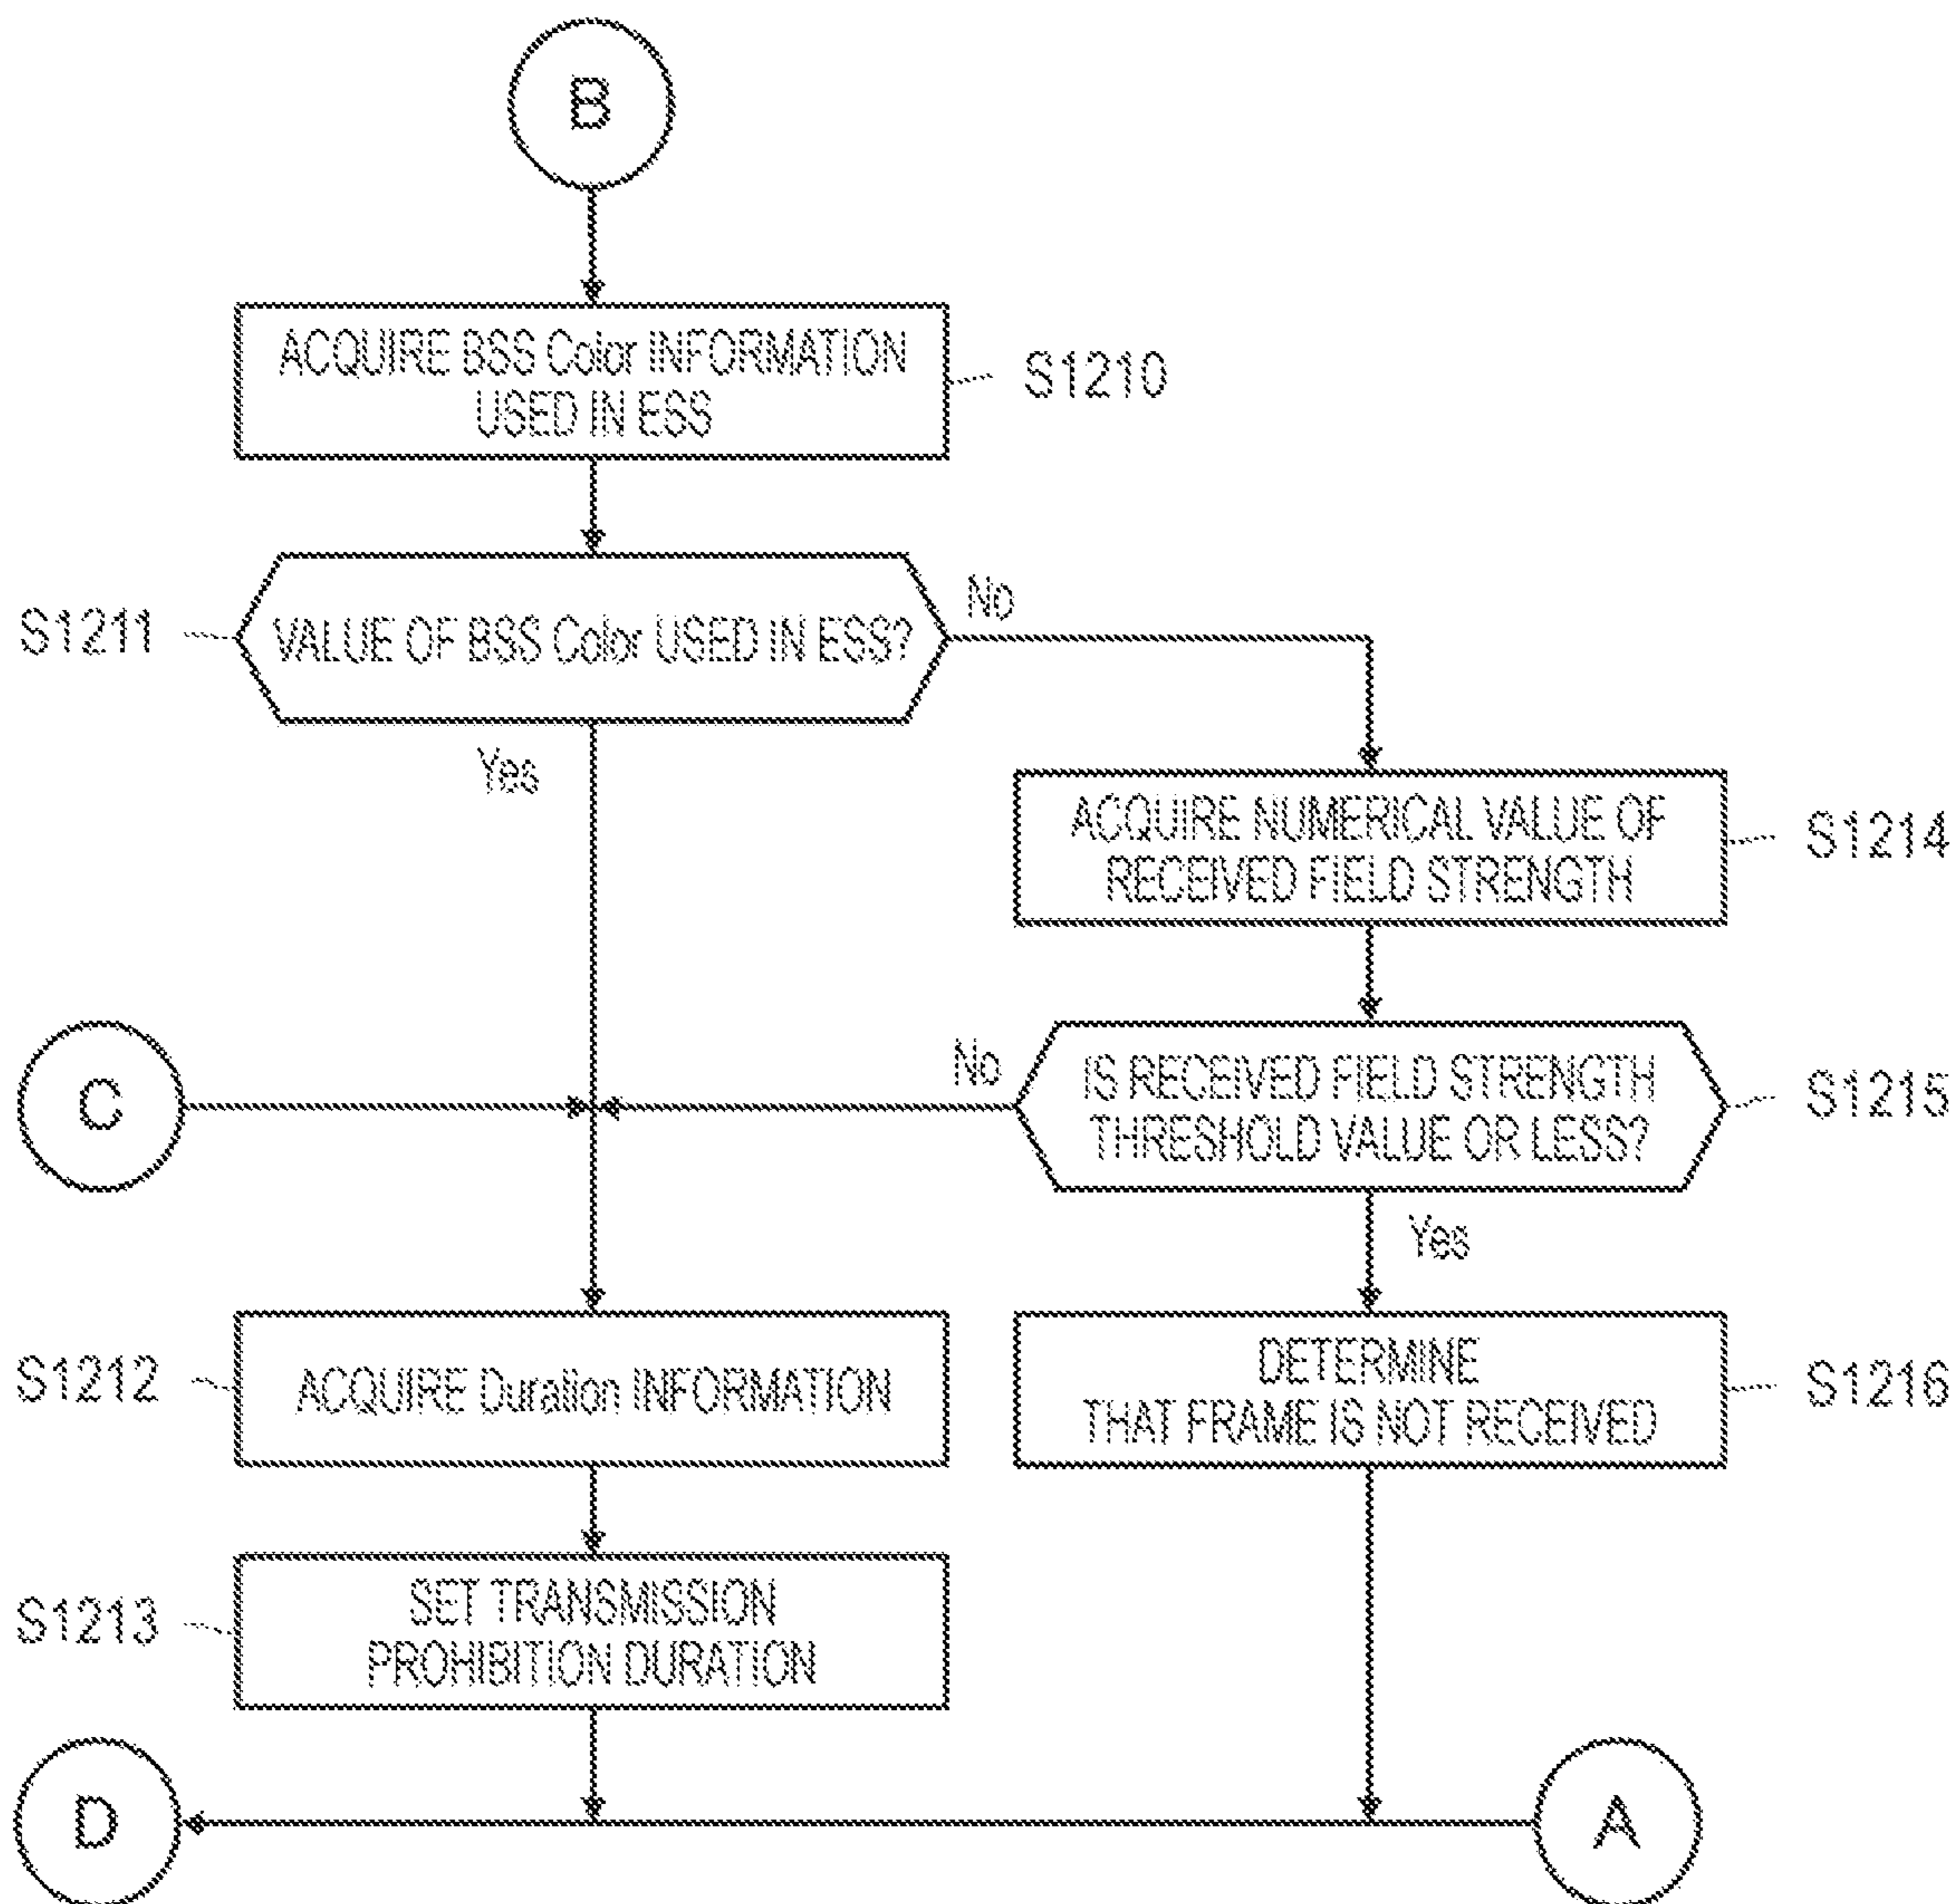 B
ACQUIRE BSS Color INFORMATION
USED IN ESS
S1210
S1211
VALUE OF BSS Color USED IN ESS?
No
Yes
ACQUIRE NUMERICAL VALUE OF
RECEIVED FIELD STRENGTH
S1214
C
No
IS RECEIVED FIELD STRENGTH
THRESHOLD VALUE OR LESS?
S1215
Yes
S1212
ACQUIRE Duration INFORMATION
DETERMINE
THAT FRAME IS NOT RECEIVED
S1216
S1213
SET TRANSMISSION
PROHIBITION DURATION
D
A